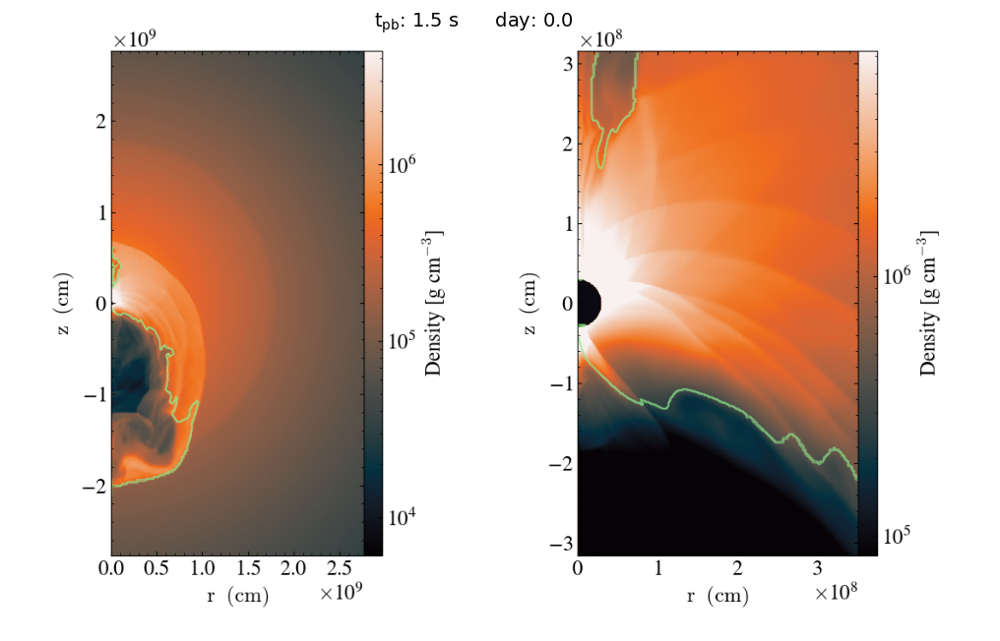 t_pb: 1.5 s day: 0.0
×10^9
2
1
0
−1
−2
z (cm)
0.0 0.5 1.0 1.5 2.0 2.5
r (cm)
×10^9
10^6
10^5
10^4
Density [g cm^−3]
×10^8
3
2
1
0
−1
−2
−3
z (cm)
0 1 2 3
r (cm)
×10^8
10^6
10^5
Density [g cm^−3]